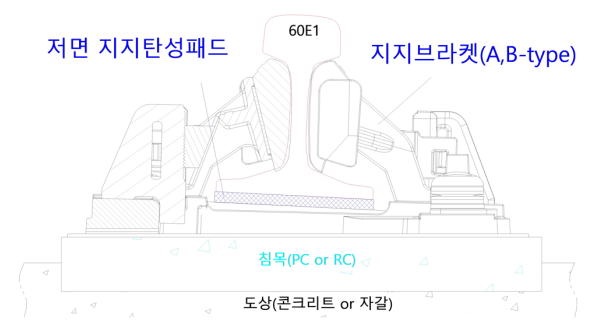 60E1
저면 지지탄성패드
지지브라켓(A,B-type)
침목(PC or RC)
도상(콘크리트 or 자갈)